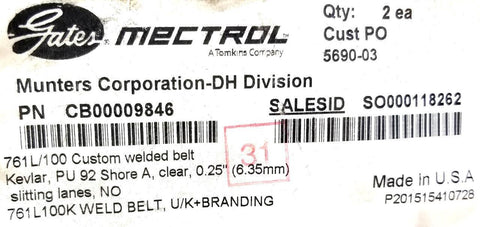 Gates MECTROL
A Tomkins Company
Qty: 2 ea
Cust PO
5690-03
Munters Corporation-DH Division
PN CB00009846 SALESID SO000118262
31
761L/100 Custom welded belt
Kevlar, PU 92 Shore A, clear, 0.25" (6.35mm)
slitting lanes, NO
761L100K WELD BELT, U/K+BRANDING
Made in
P201515410728